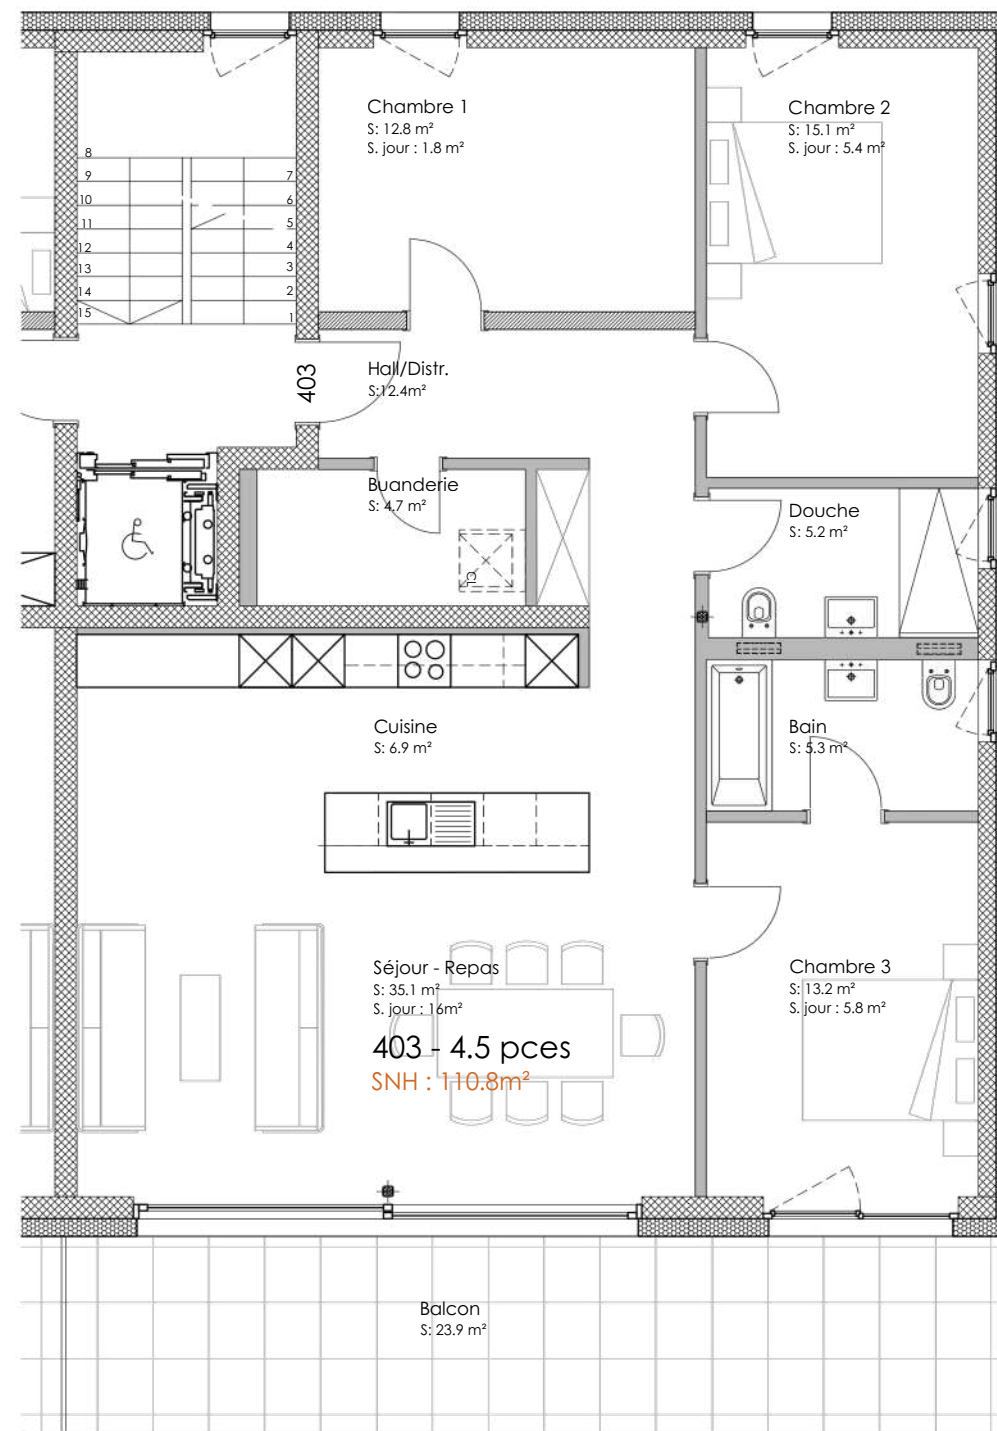 Chambre 1
S: 12.8 m²
S. jour : 1.8 m²
Chambre 2
S: 15.1 m²
S. jour : 5.4 m²
8
9
10
11
12
13
14
15
7
6
5
4
3
2
1
403
Hall/Distr.
S:12.4m²
Buanderie
S: 4.7 m²
CL
Douche
S: 5.2 m²
Cuisine
S: 6.9 m²
Bain
S: 5.3 m²
Séjour - Repas
S: 35.1 m²
S. jour : 16m²
403 - 4.5 pces
SNH : 110.8m²
Chambre 3
S: 13.2 m²
S. jour : 5.8 m²
Balcon
S: 23.9 m²